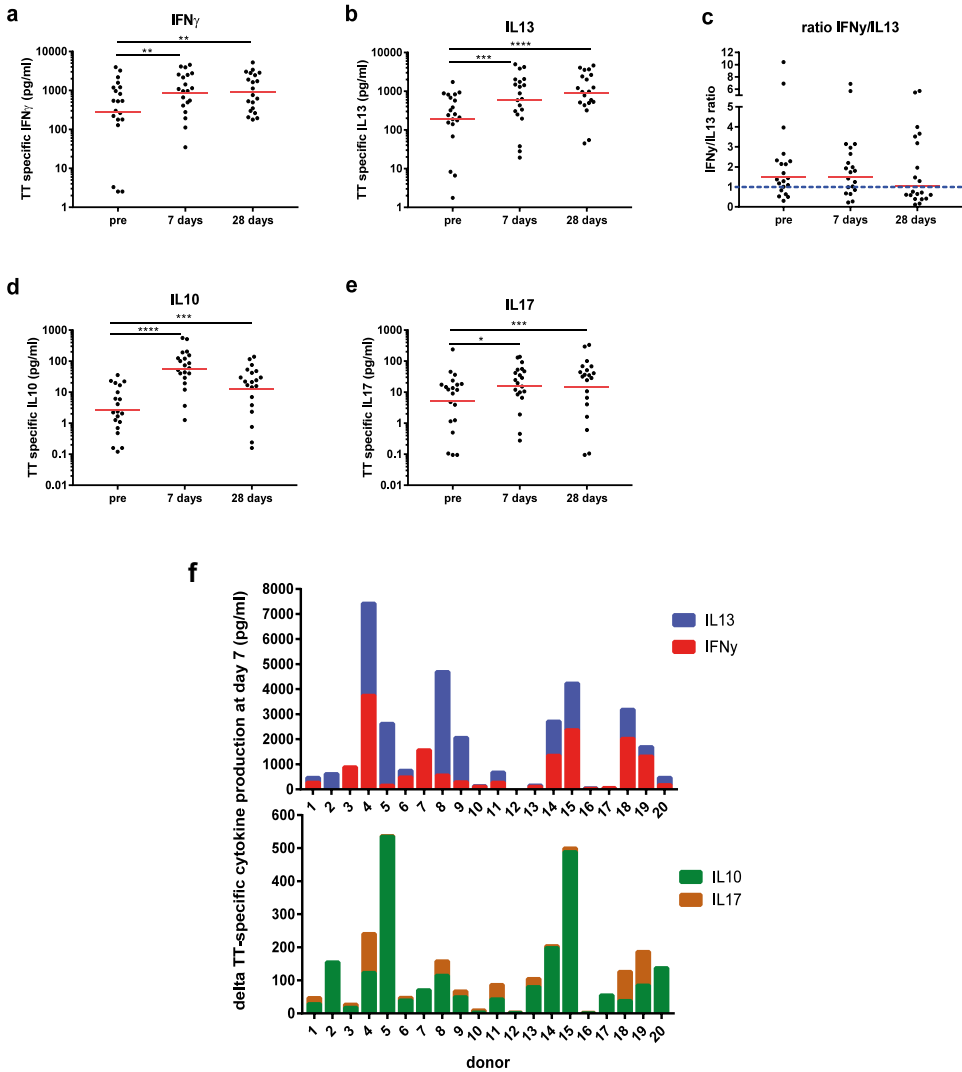 a
IFNγ
**
**
TT specific IFNγ (pg/ml)
10000
1000
100
10
1
pre
7 days
28 days
b
IL13
****
***
TT specific IL13 (pg/ml)
10000
1000
100
10
1
pre
7 days
28 days
c
ratio IFNy/IL13
IFNy/IL13 ratio
12
10
8
6
5
4
3
2
1
0
pre
7 days
28 days
d
IL10
***
****
TT specific IL10 (pg/ml)
1000
100
10
1
0.1
0.01
pre
7 days
28 days
e
IL17
***
*
TT specific IL17 (pg/ml)
1000
100
10
1
0.1
0.01
pre
7 days
28 days
f
delta TT-specific cytokine production at day 7 (pg/ml)
8000
7000
6000
5000
4000
3000
2000
1000
0
1 2 3 4 5 6 7 8 9 10 11 12 13 14 15 16 17 18 19 20
IL13
IFNy
600
500
400
300
200
100
0
1 2 3 4 5 6 7 8 9 10 11 12 13 14 15 16 17 18 19 20
IL10
IL17
donor